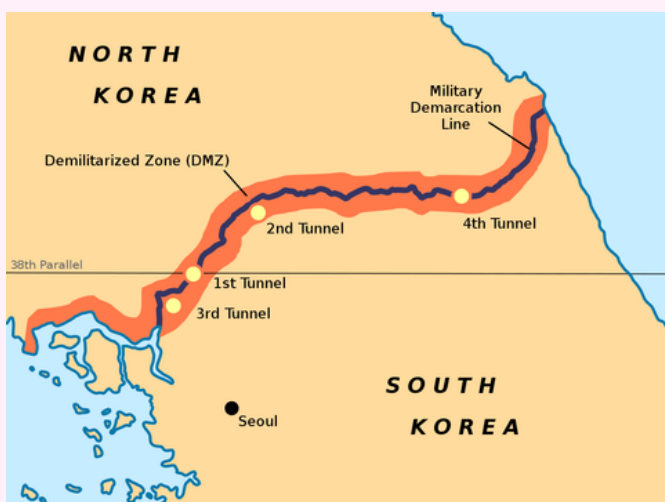 NORTH
KOREA
Military
Demarcation
Line
Demilitarized Zone (DMZ)
4th Tunnel
2nd Tunnel
38th Parallel
1st Tunnel
3rd Tunnel
SOUTH
KOREA
Seoul